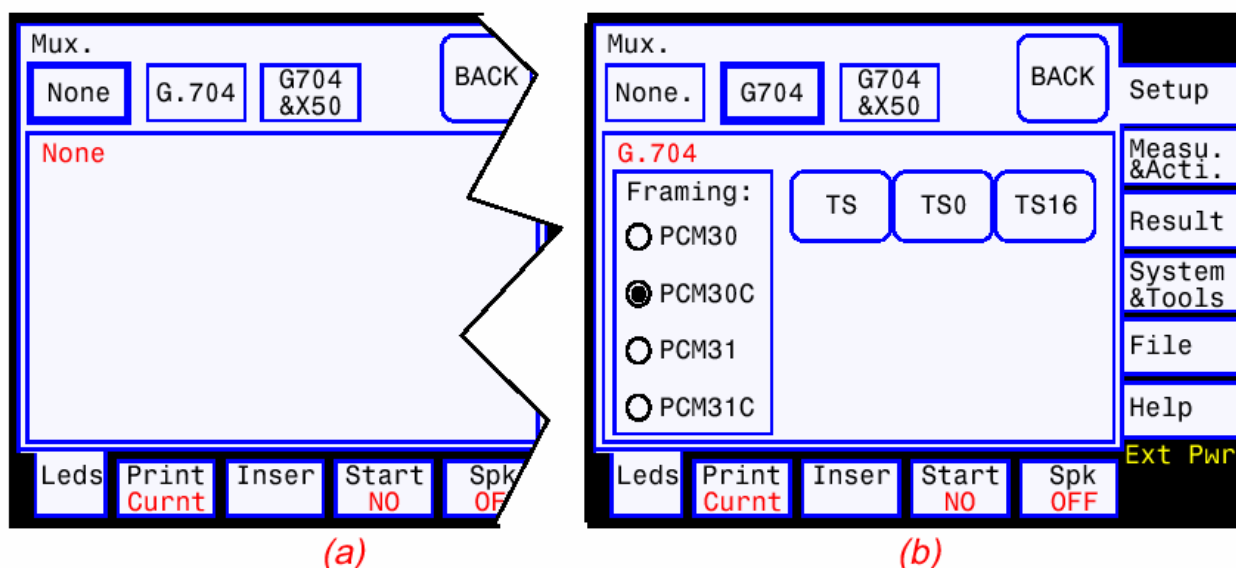 Mux.
None
G.704
G704
&X50
BACK
None
Leds
Print
Curnt
Inser
Start
NO
Spk
OF
(a)
Mux.
None.
G704
G704
&X50
BACK
G.704
Framing:
PCM30
PCM30C
PCM31
PCM31C
TS
TS0
TS16
Setup
Measu.
&Acti.
Result
System
&Tools
File
Help
Ext Pwr
Leds
Print
Curnt
Inser
Start
NO
Spk
OFF
(b)